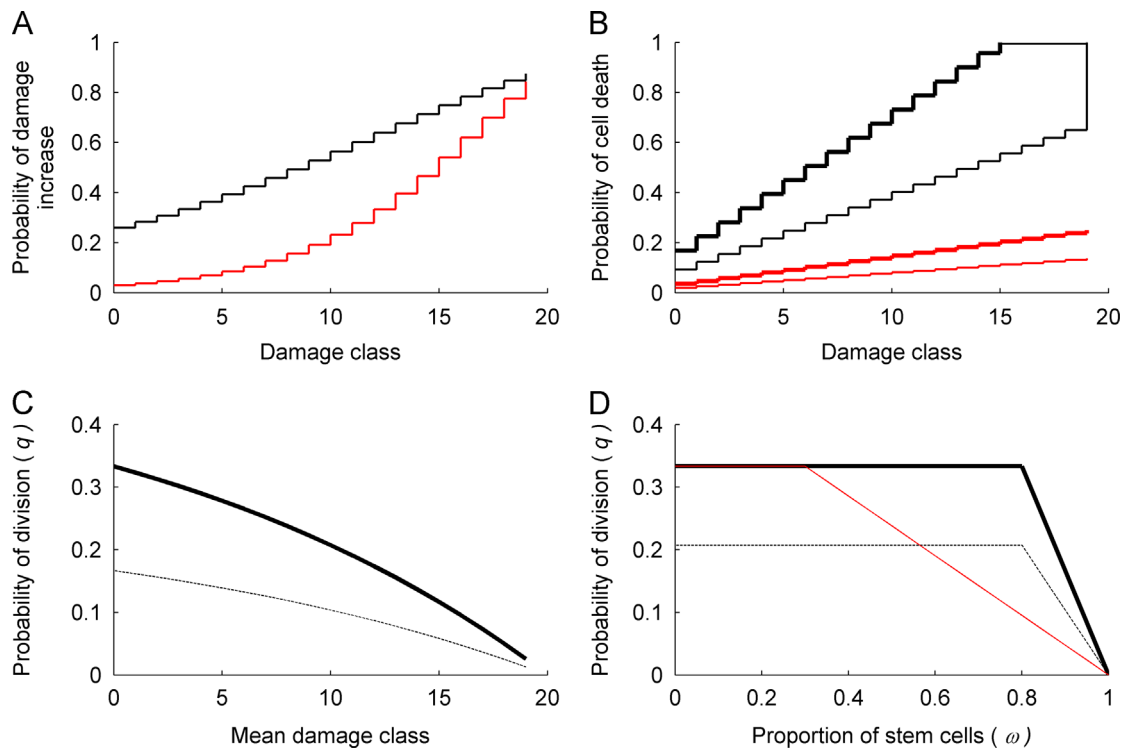 A
Probability of damage
increase
1
0.8
0.6
0.4
0.2
0
0 5 10 15 20
Damage class
B
Probability of cell death
1
0.8
0.6
0.4
0.2
0
0 5 10 15 20
Damage class
C
Probability of division ( q )
0.4
0.3
0.2
0.1
0
0 5 10 15 20
Mean damage class
D
Probability of division ( q )
0.4
0.3
0.2
0.1
0
0 0.2 0.4 0.6 0.8 1
Proportion of stem cells ( ω )